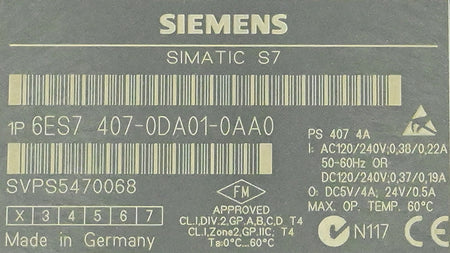 SIEMENS
SIMATIC S7
1P 6ES7 407-0DA01-0AA0
SVPS5470068
X 3 4 5 6 7
Made in Germany
FM
APPROVED
CL.I,DIV.2,GP.A,B,C,D T4
CL.I,Zone2,GP.IIC, T4
Ta:0°C...60°C
PS 407 4A
I: AC120/240V;0,38/0,22A
50-60Hz OR
DC120/240V;0,37/0,19A
O: DC5V/4A; 24V/0.5A
MAX. OP. TEMP. 60°C
N117 CE